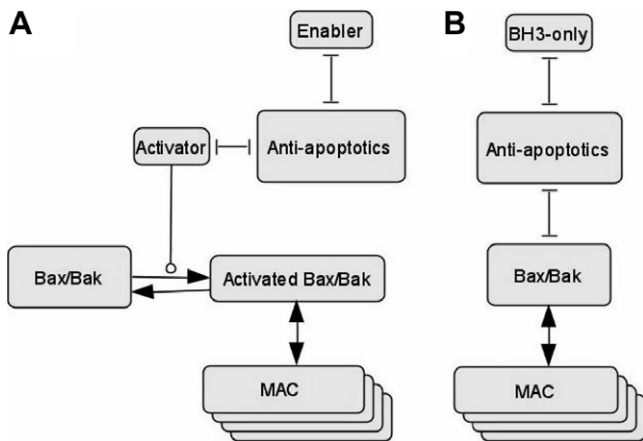 A
Enabler
Activator
Anti-apoptotics
Bax/Bak
Activated Bax/Bak
MAC
B
BH3-only
Anti-apoptotics
Bax/Bak
MAC